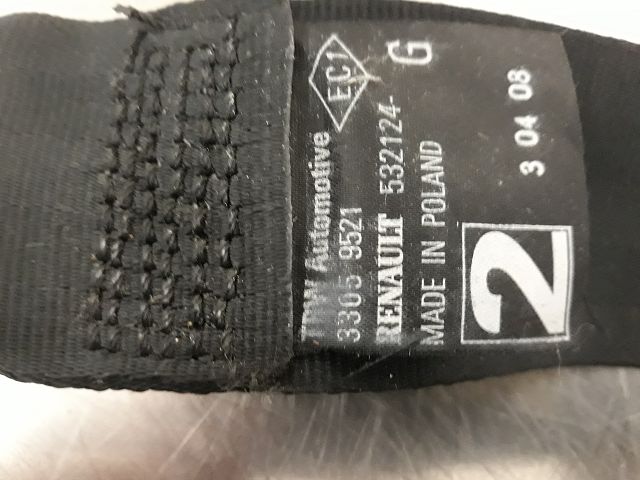 EC1
TRW Automotive
3305 9521
RENAULT 532124-
MADE IN POLAND
G
2
3 04 08